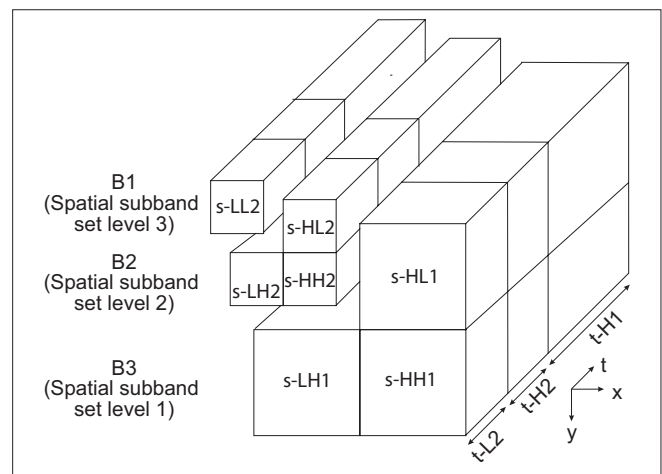 B1
(Spatial subband
set level 3)
s-LL2
s-HL2
B2
(Spatial subband
set level 2)
s-LH2
s-HH2
s-HL1
B3
(Spatial subband
set level 1)
s-LH1
s-HH1
t-L2
t-H2
t-H1
t
x
y